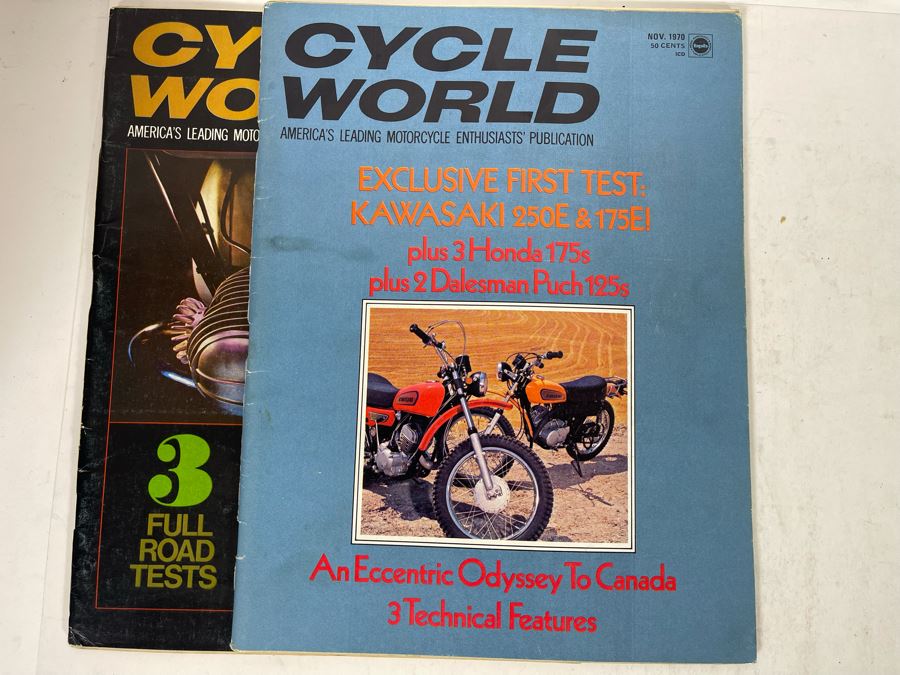 CY
WO
AMERICA'S LEADING MOTO
3
FULL
ROAD
TESTS
CYCLE
WORLD
AMERICA'S LEADING MOTORCYCLE ENTHUSIASTS' PUBLICATION
NOV. 1970
50 CENTS
ICD
EXCLUSIVE FIRST TEST:
KAWASAKI 250E & 175E!
plus 3 Honda 175s
plus 2 Dalesman Puch 125s
An Eccentric Odyssey To Canada
3 Technical Features